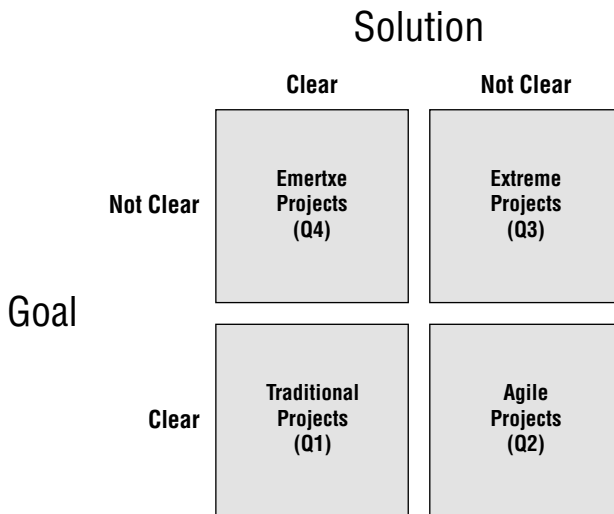 Solution
Clear
Not Clear
Not Clear
Emertxe
Projects
(Q4)
Extreme
Projects
(Q3)
Goal
Clear
Traditional
Projects
(Q1)
Agile
Projects
(Q2)